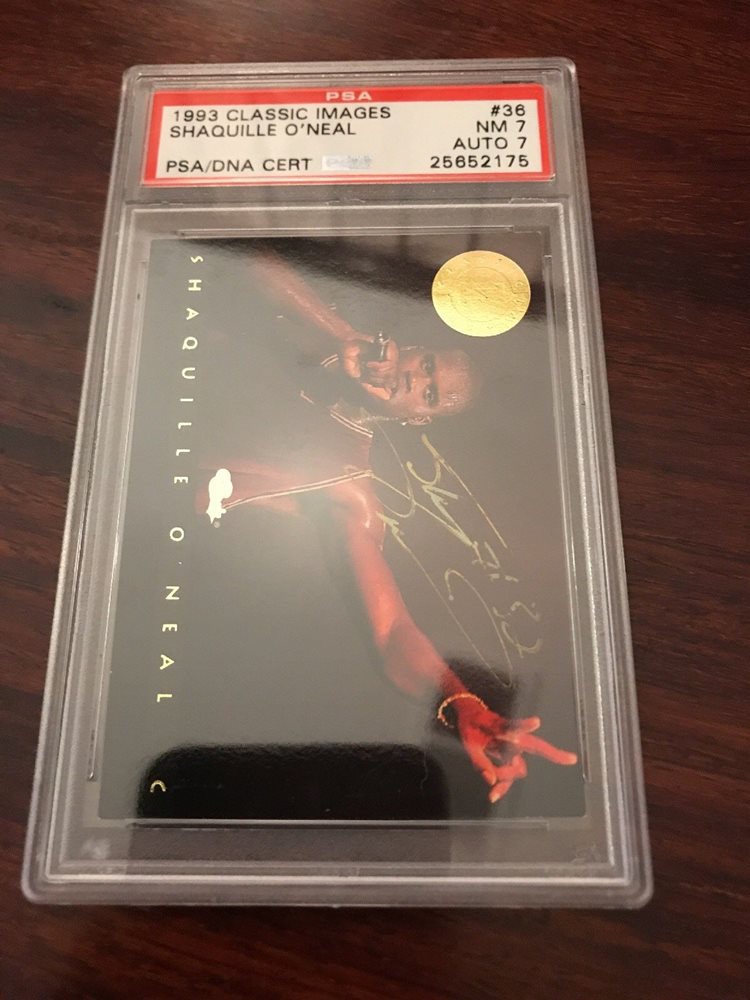 PSA
1993 CLASSIC IMAGES #36
SHAQUILLE O'NEAL NM 7
AUTO 7
PSA/DNA CERT 25652175
SHAQUILLE O'NEAL C